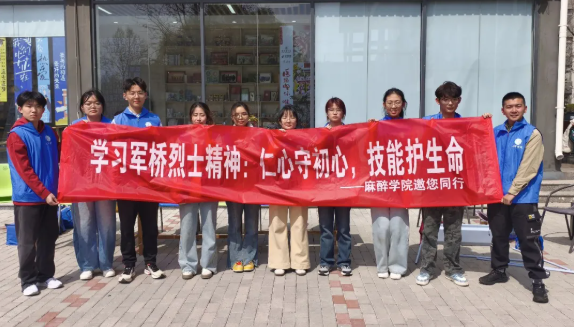 学习军桥烈士精神：仁心守初心，技能护生命
——麻醉学院邀您同行